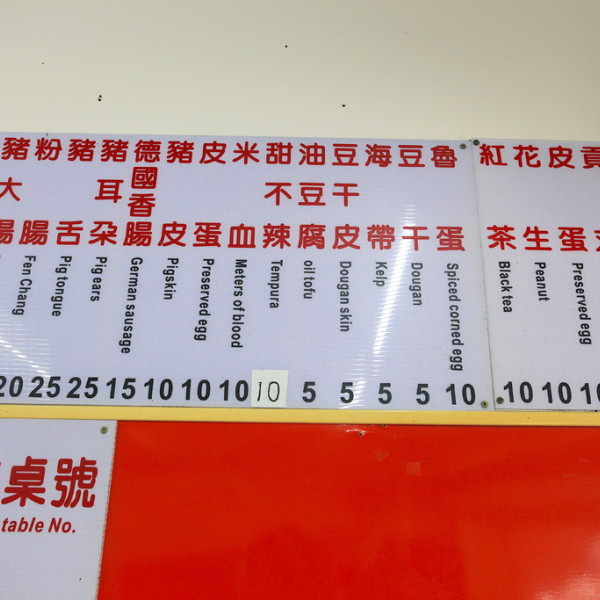 豬大腸
粉腸 Fen Chang 20
豬舌 Pig tongue 25
豬耳朵 Pig ears 25
德國香腸 German sausage 15
豬皮 Pigskin 10
皮蛋 Preserved egg 10
米血 Meters of blood 10
甜不辣 Tempura 10
油豆腐 oil tofu 5
豆干皮 Dougan skin 5
海帶 Kelp 5
豆干 Dougan 5
魯蛋 Spiced corned egg 10
紅茶 Black tea 10
花生 Peanut 10
皮蛋 Preserved egg 10
桌號
table No.